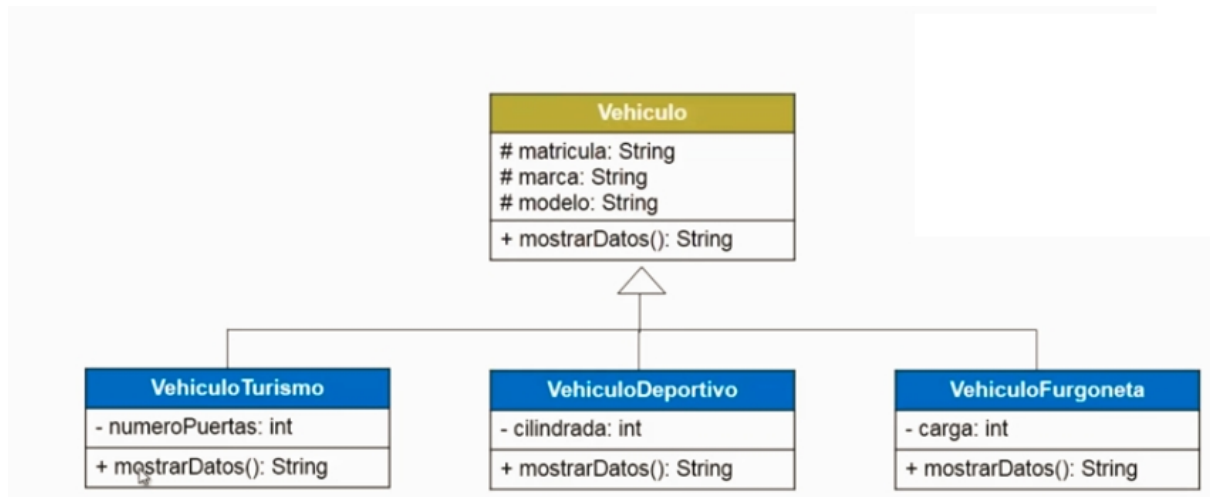 Vehiculo
# matricula: String
# marca: String
# modelo: String
+ mostrarDatos(): String
VehiculoTurismo
- numeroPuertas: int
+ mostrarDatos(): String
VehiculoDeportivo
- cilindrada: int
+ mostrarDatos(): String
VehiculoFurgoneta
- carga: int
+ mostrarDatos(): String